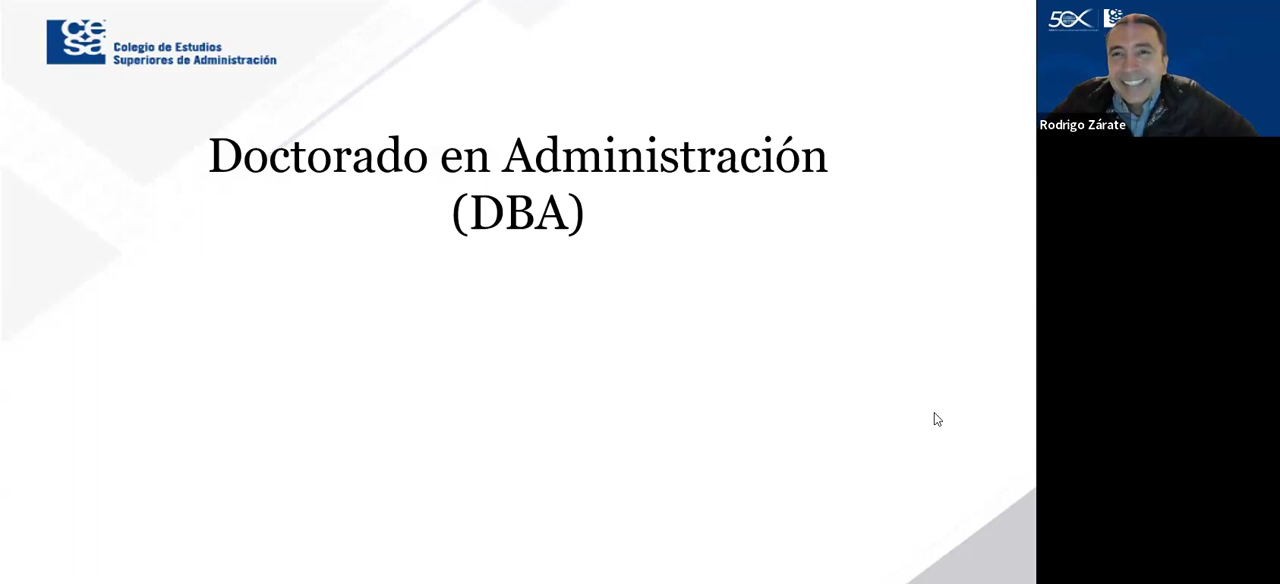 cesa
Colegio de Estudios
Superiores de Administración
Doctorado en Administración
(DBA)
50
Rodrigo Zárate